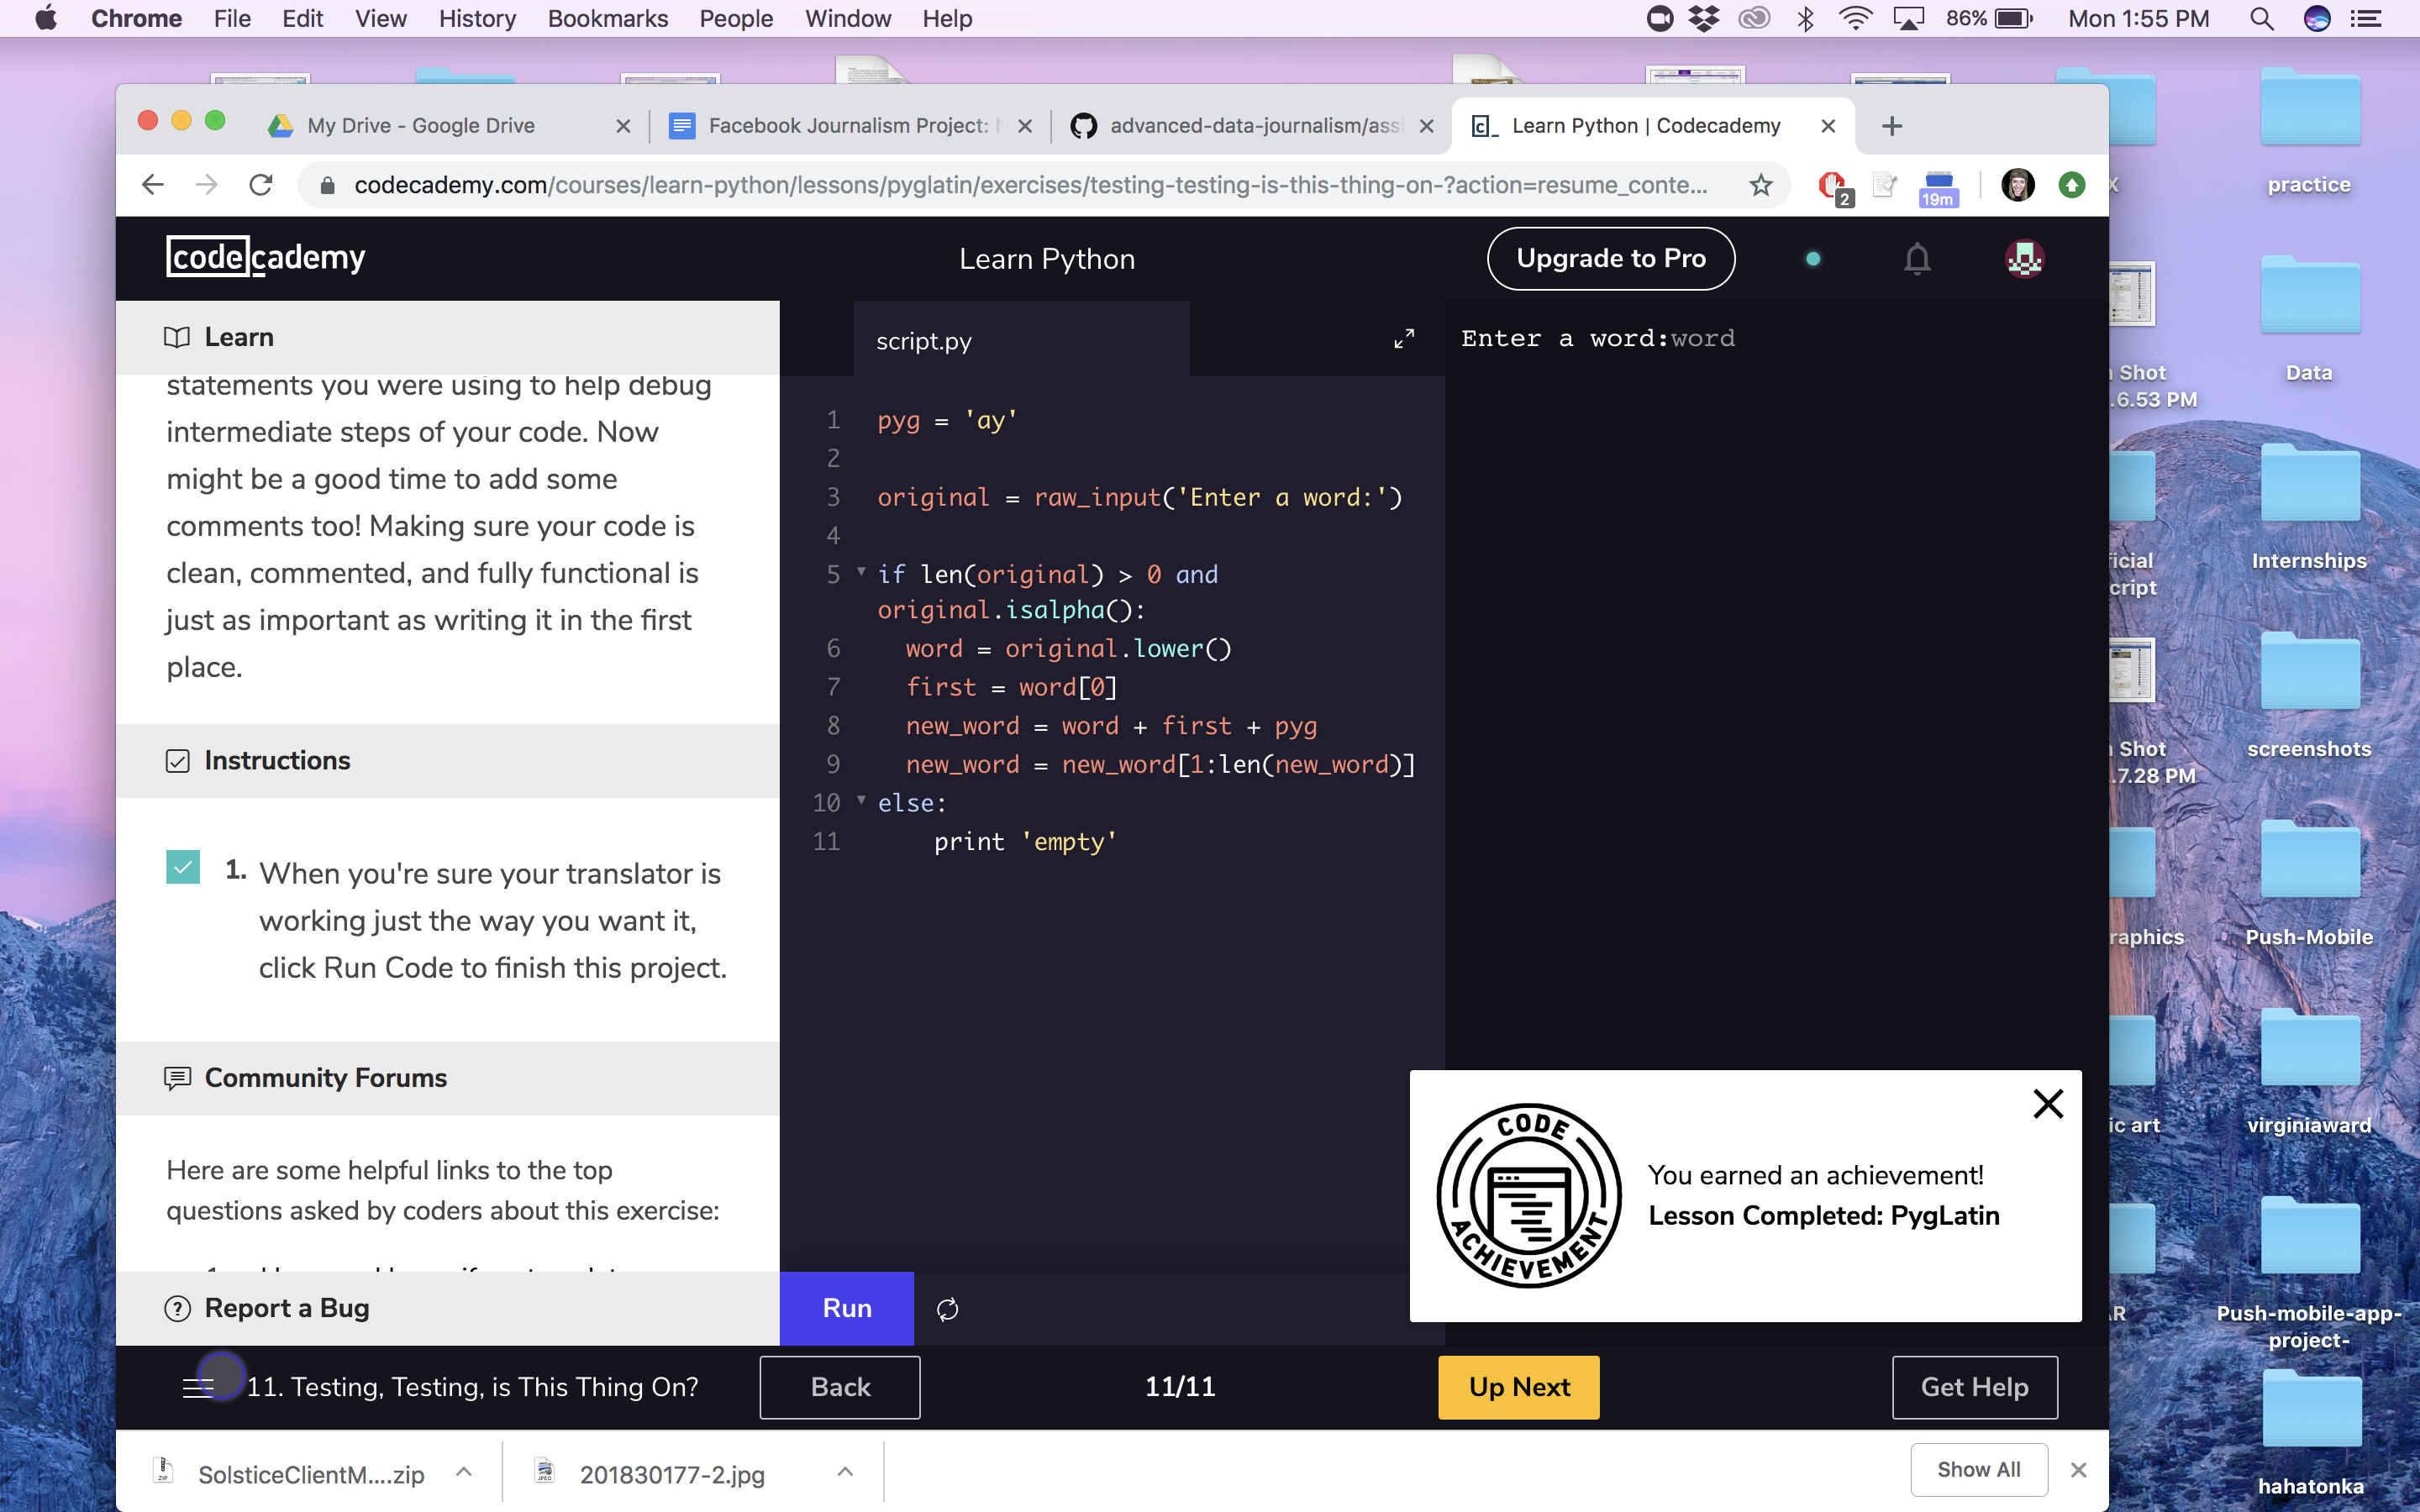 Chrome File Edit View History Bookmarks People Window Help 86% Mon 1:55 PM
My Drive - Google Drive
Facebook Journalism Project:
advanced-data-journalism/assi
Learn Python | Codecademy
codecademy.com/courses/learn-python/lessons/pyglatin/exercises/testing-testing-is-this-thing-on-?action=resume_conte...
2
19m
codecademy
Learn Python
Upgrade to Pro
Learn
statements you were using to help debug
intermediate steps of your code. Now
might be a good time to add some
comments too! Making sure your code is
clean, commented, and fully functional is
just as important as writing it in the first
place.
Instructions
1. When you're sure your translator is
working just the way you want it,
click Run Code to finish this project.
Community Forums
Here are some helpful links to the top
questions asked by coders about this exercise:
Report a Bug
script.py
1 pyg = 'ay'
2
3 original = raw_input('Enter a word:')
4
5 if len(original) > 0 and
original.isalpha():
6 word = original.lower()
7 first = word[0]
8 new_word = word + first + pyg
9 new_word = new_word[1:len(new_word)]
10 else:
11 print 'empty'
Run
Enter a word:word
CODE ACHIEVEMENT
You earned an achievement!
Lesson Completed: PygLatin
11. Testing, Testing, is This Thing On?
Back
11/11
Up Next
Get Help
ZIP
SolsticeClientM....zip
JPEG
201830177-2.jpg
Show All
X
practice
Shot
.6.53 PM
Data
ficial
cript
Internships
Shot
.7.28 PM
screenshots
raphics
Push-Mobile
ic art
virginiaward
AR
Push-mobile-app-
project-
hahatonka